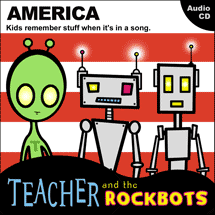 AMERICA
Audio
CD
Kids remember stuff when it's in a song.
TEACHER and the ROCKBOTS